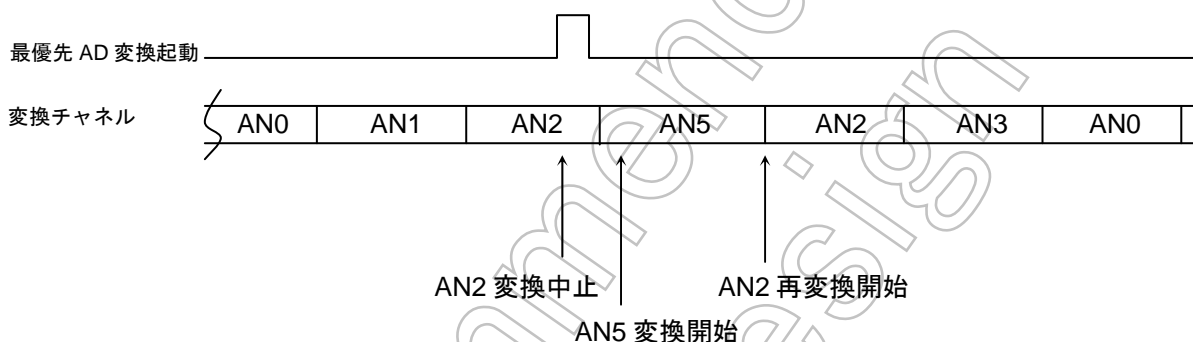 最優先 AD 変換起動
変換チャネル
AN0 AN1 AN2 AN5 AN2 AN3 AN0
AN2 変換中止
AN2 再変換開始
AN5 変換開始